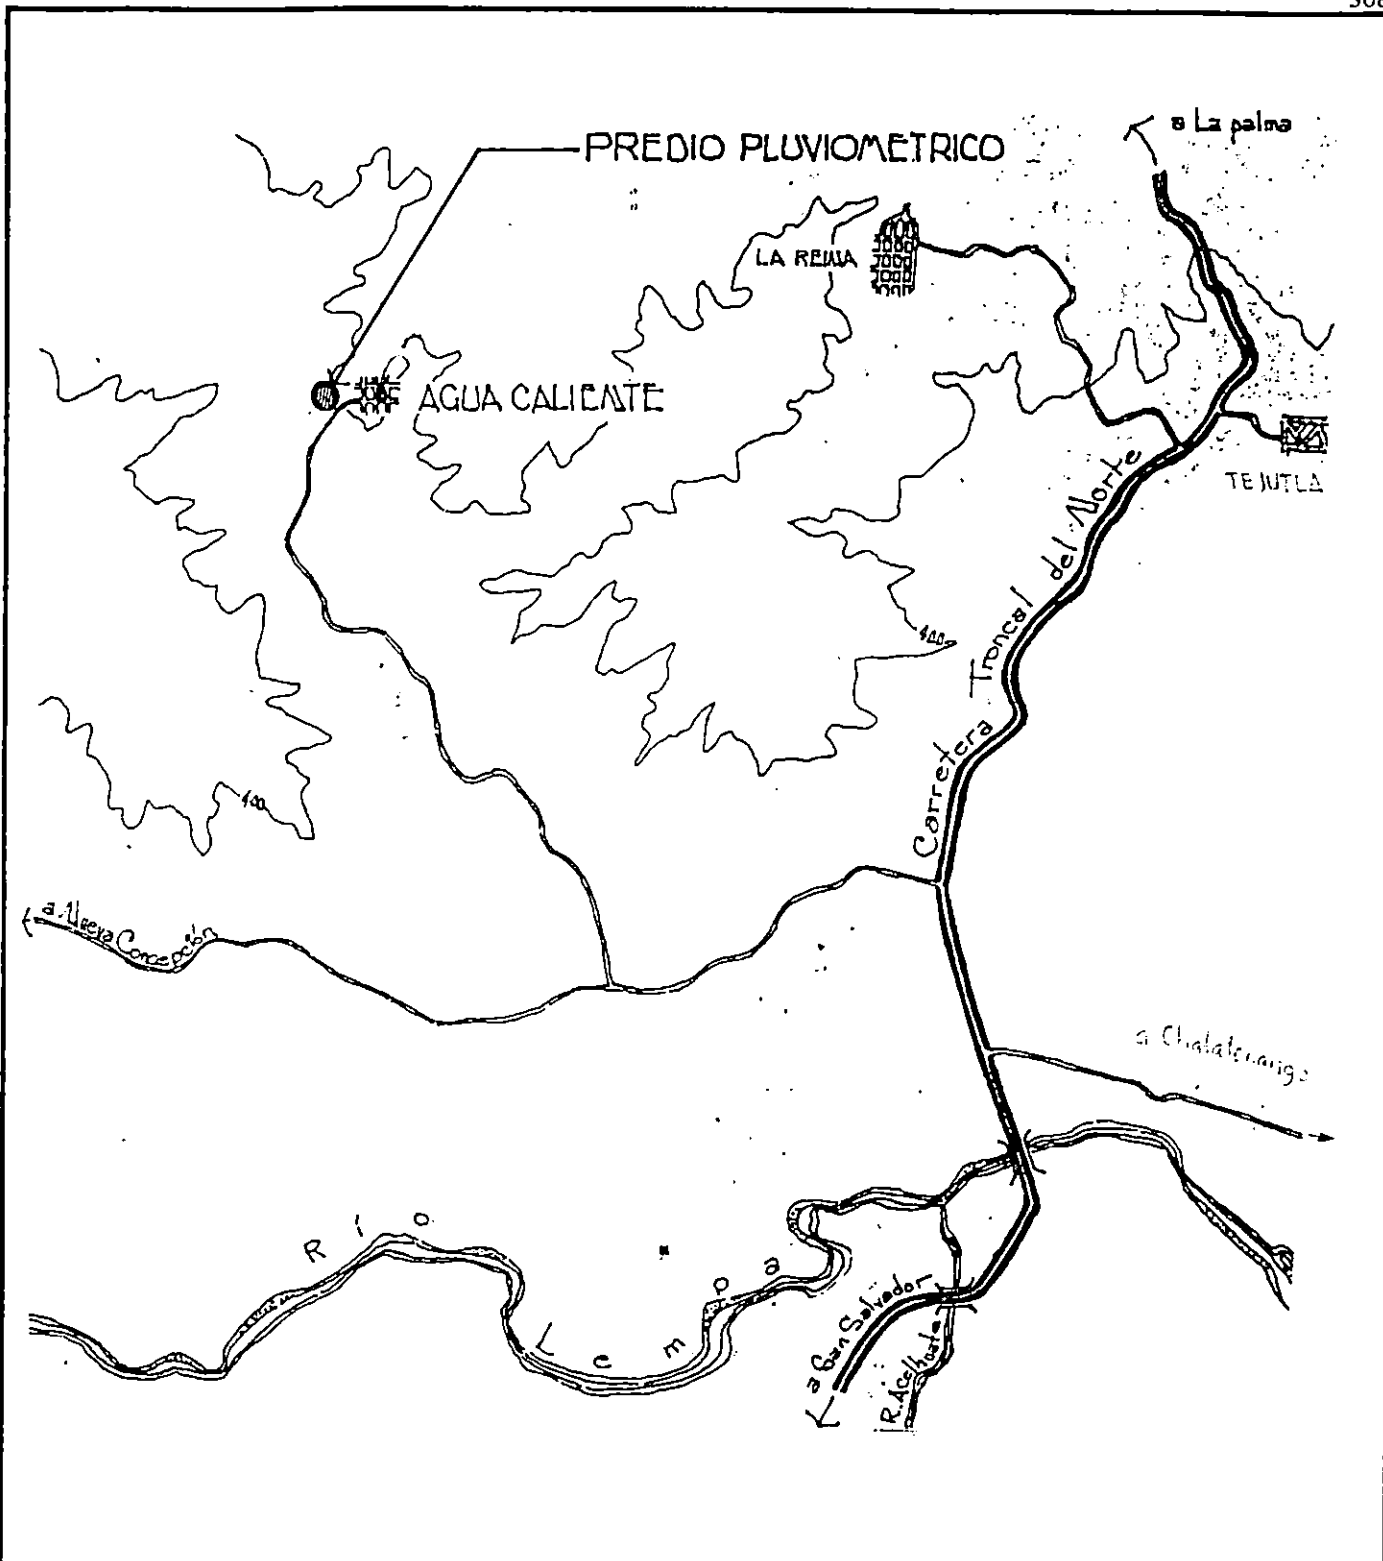 a La palma
PREDIO PLUVIOMETRICO
LA REINA
AGUA CALIENTE
TEJUTLA
Carretera Troncal del Norte
400
400
a Nueva Concepción
a Chalatenango
Río Lempa
a San Salvador
R. Acelhuate